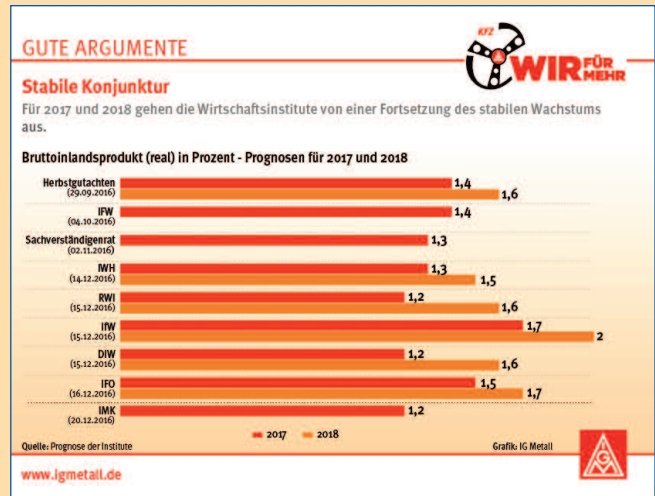 GUTE ARGUMENTE
KFZ
WIR FÜR MEHR
Stabile Konjunktur
Für 2017 und 2018 gehen die Wirtschaftsinstitute von einer Fortsetzung des stabilen Wachstums
aus.
Bruttoinlandsprodukt (real) in Prozent - Prognosen für 2017 und 2018
Herbstgutachten 1,4
(29.09.2016) 1,6
IFW 1,4
(04.10.2016)
Sachverständigenrat 1,3
(02.11.2016)
IWH 1,3
(14.12.2016) 1,5
RWI 1,2
(15.12.2016) 1,6
IfW 1,7
(15.12.2016) 2
DIW 1,2
(15.12.2016) 1,6
IFO 1,5
(16.12.2016) 1,7
IMK 1,2
(20.12.2016)
2017 2018
Quelle: Prognose der Institute Grafik: IG Metall
www.igmetall.de
IGM